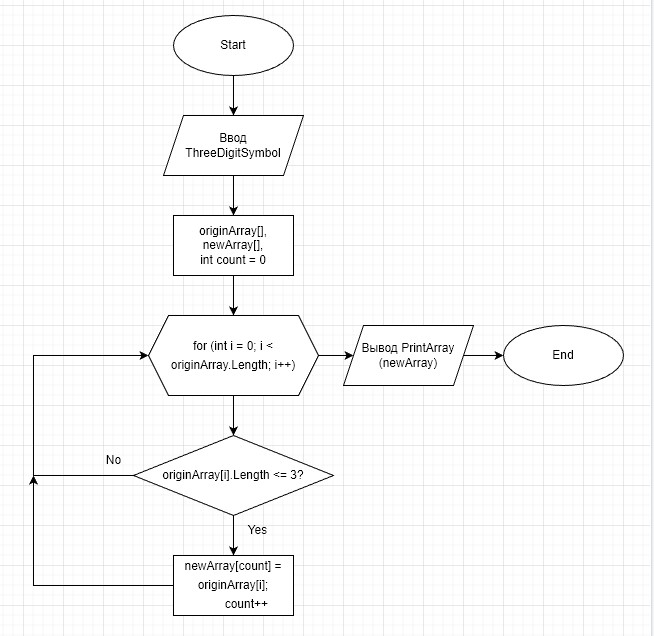 Start
Ввод
ThreeDigitSymbol
originArray[],
newArray[],
int count = 0
for (int i = 0; i <
originArray.Length; i++)
Вывод PrintArray
(newArray)
End
No
originArray[i].Length <= 3?
Yes
newArray[count] =
originArray[i];
count++